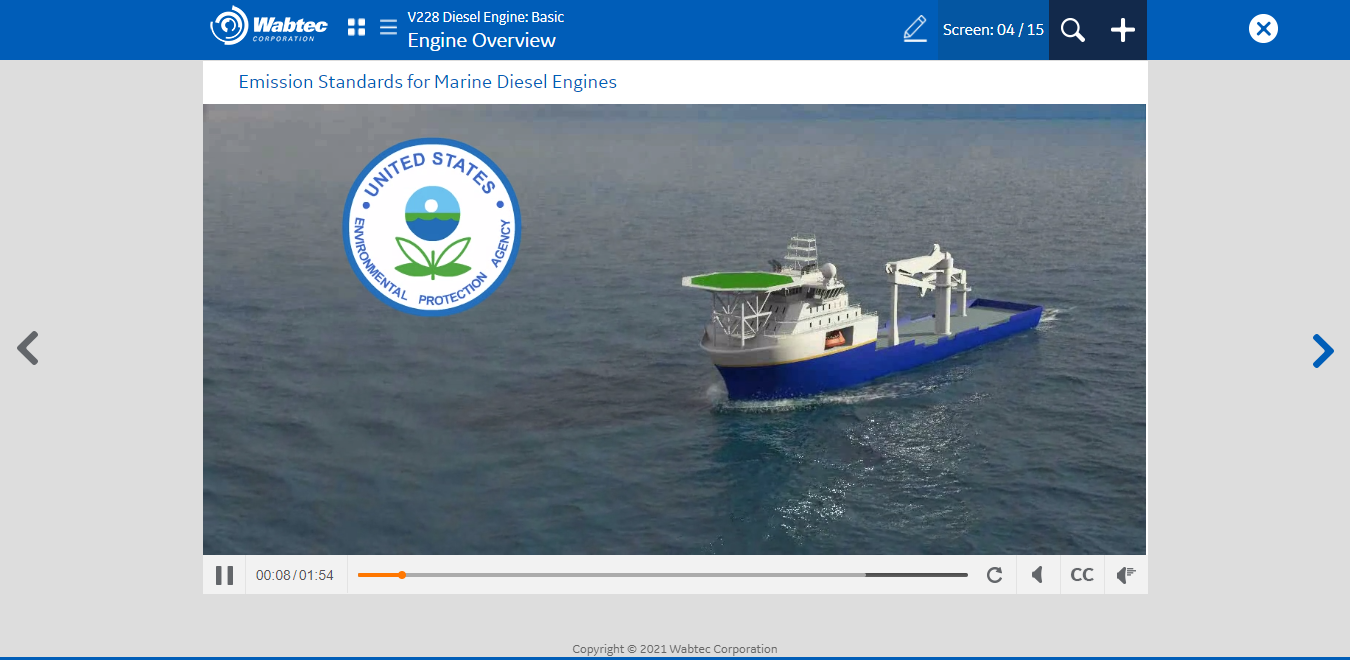 Wabtec
CORPORATION
V228 Diesel Engine: Basic
Engine Overview
Screen: 04 / 15
Emission Standards for Marine Diesel Engines
UNITED STATES
ENVIRONMENTAL PROTECTION AGENCY
00:08/01:54
CC
Copyright © 2021 Wabtec Corporation